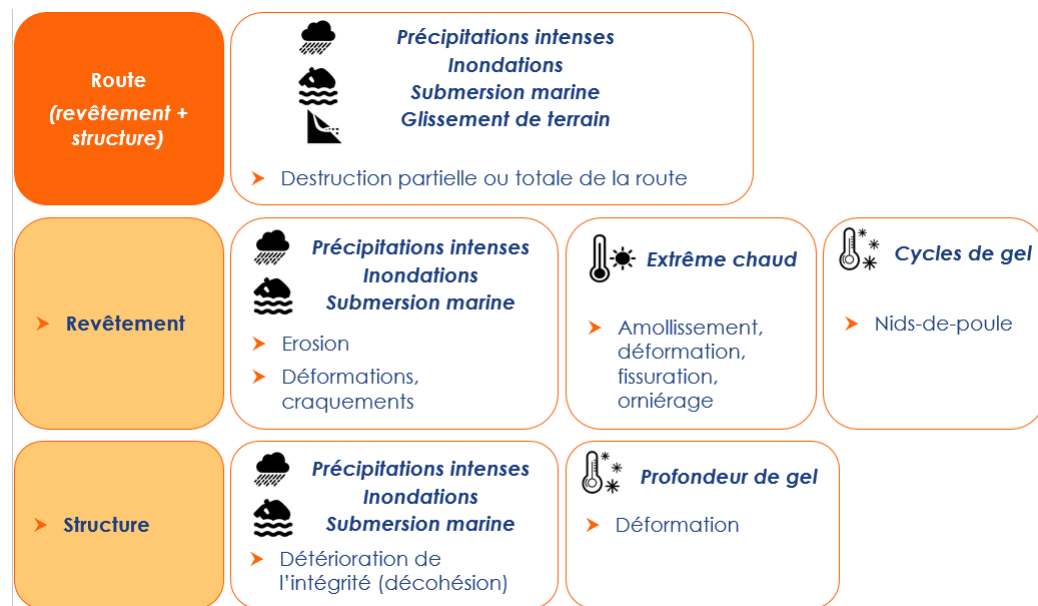 Route
(revêtement +
structure)
Précipitations intenses
Inondations
Submersion marine
Glissement de terrain
Destruction partielle ou totale de la route
Revêtement
Précipitations intenses
Inondations
Submersion marine
Erosion
Déformations,
craquements
Extrême chaud
Amollissement,
déformation,
fissuration,
orniérage
Cycles de gel
Nids-de-poule
Structure
Précipitations intenses
Inondations
Submersion marine
Détérioration de
l'intégrité (décohésion)
Profondeur de gel
Déformation